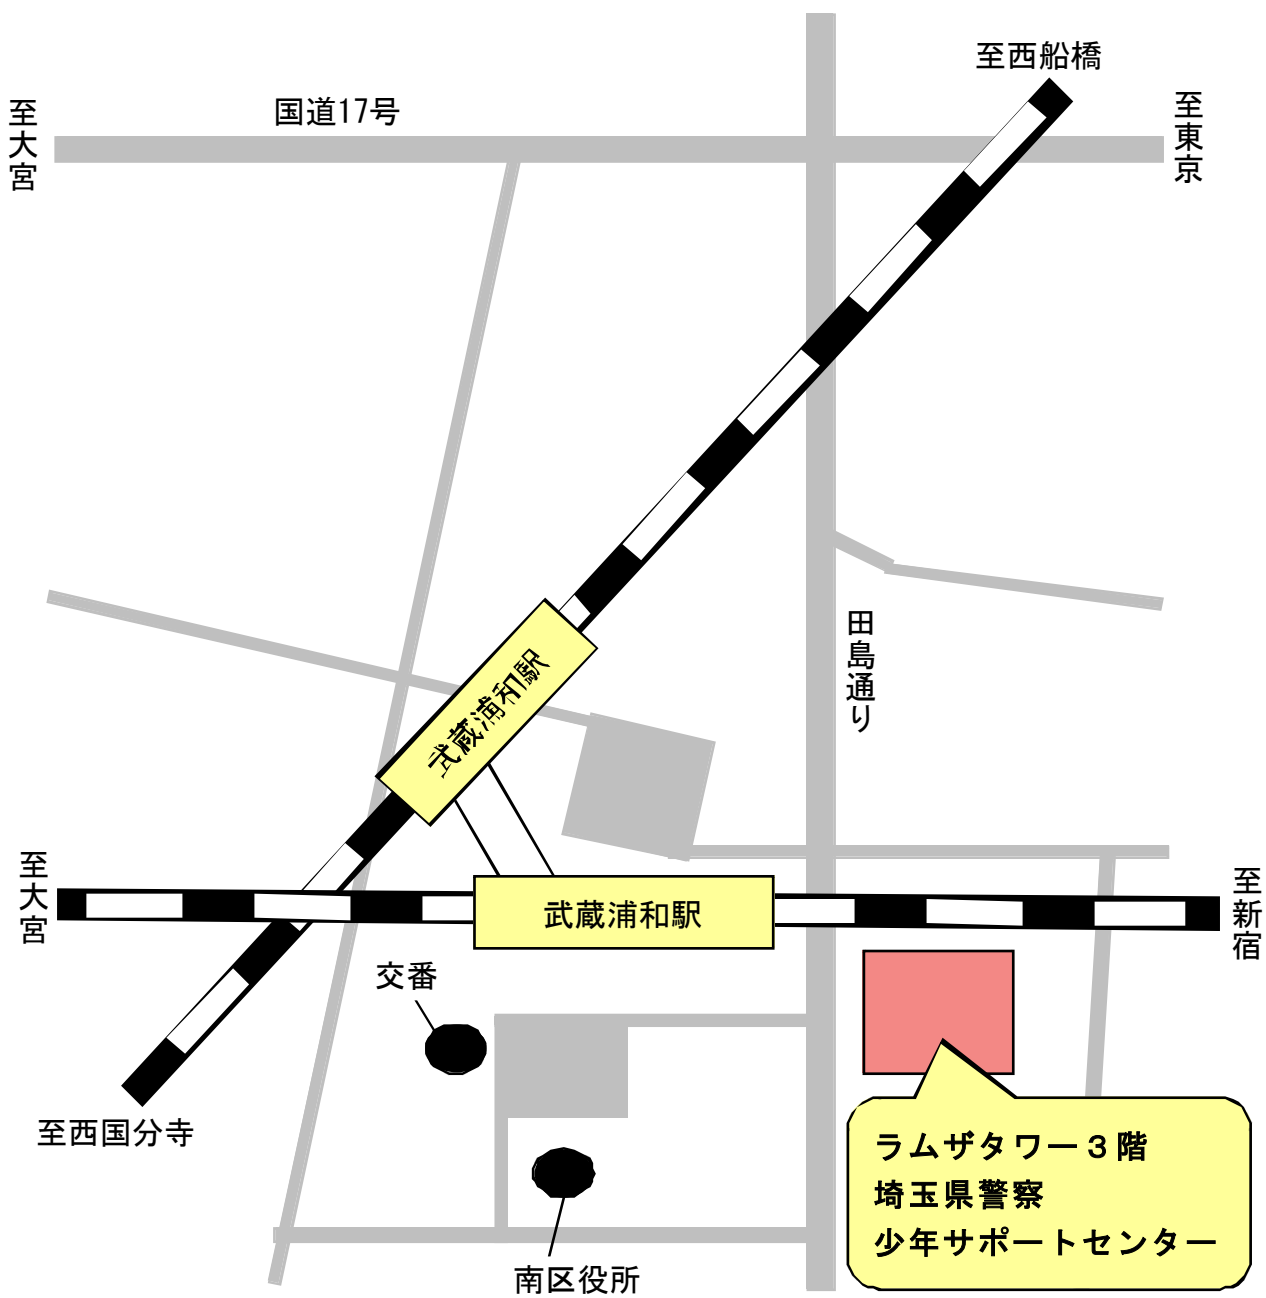 至西船橋
国道17号
至大宮
至東京
田島通り
武蔵浦和駅
至大宮
武蔵浦和駅
至新宿
交番
至西国分寺
ラムザタワー３階
埼玉県警察
少年サポートセンター
南区役所